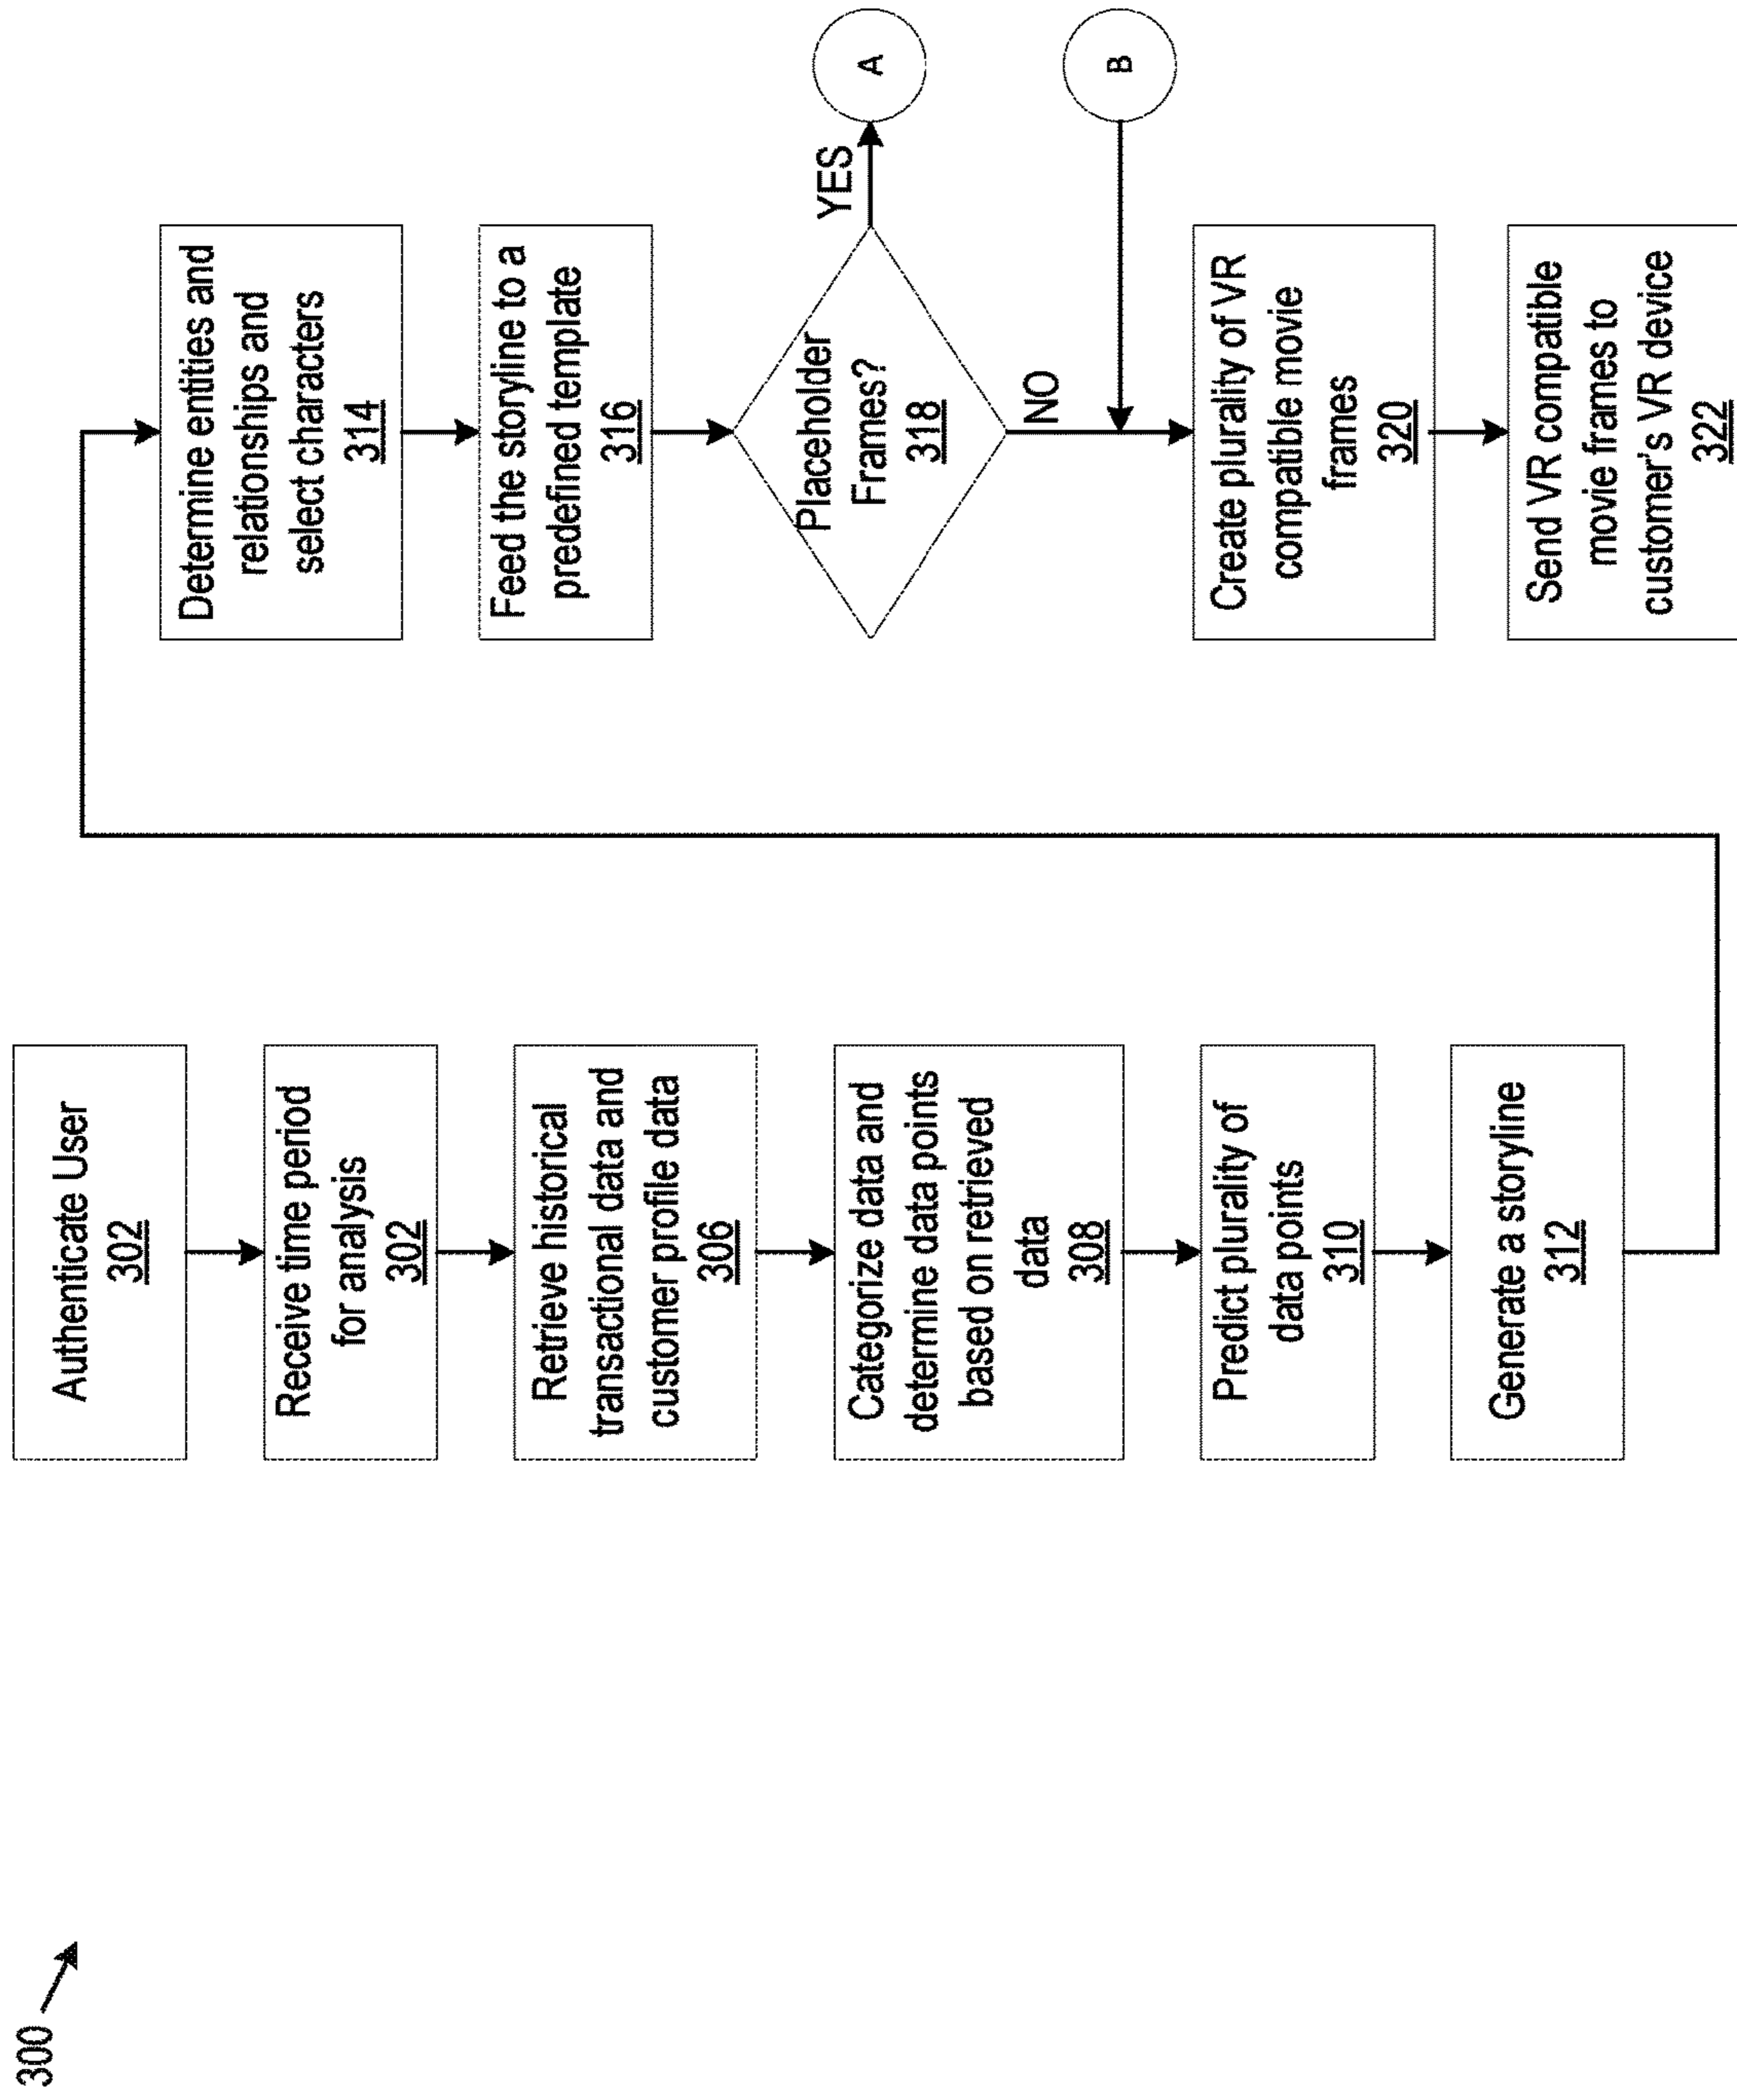 300
Authenticate User
302
Receive time period
for analysis
302
Retrieve historical
transactional data and
customer profile data
306
Categorize data and
determine data points
based on retrieved
data
308
Predict plurality of
data points
310
Generate a storyline
312
Determine entities and
relationships and
select characters
314
Feed the storyline to a
predefined template
316
Placeholder
Frames?
318
YES
A
NO
B
Create plurality of VR
compatible movie
frames
320
Send VR compatible
movie frames to
customer's VR device
322